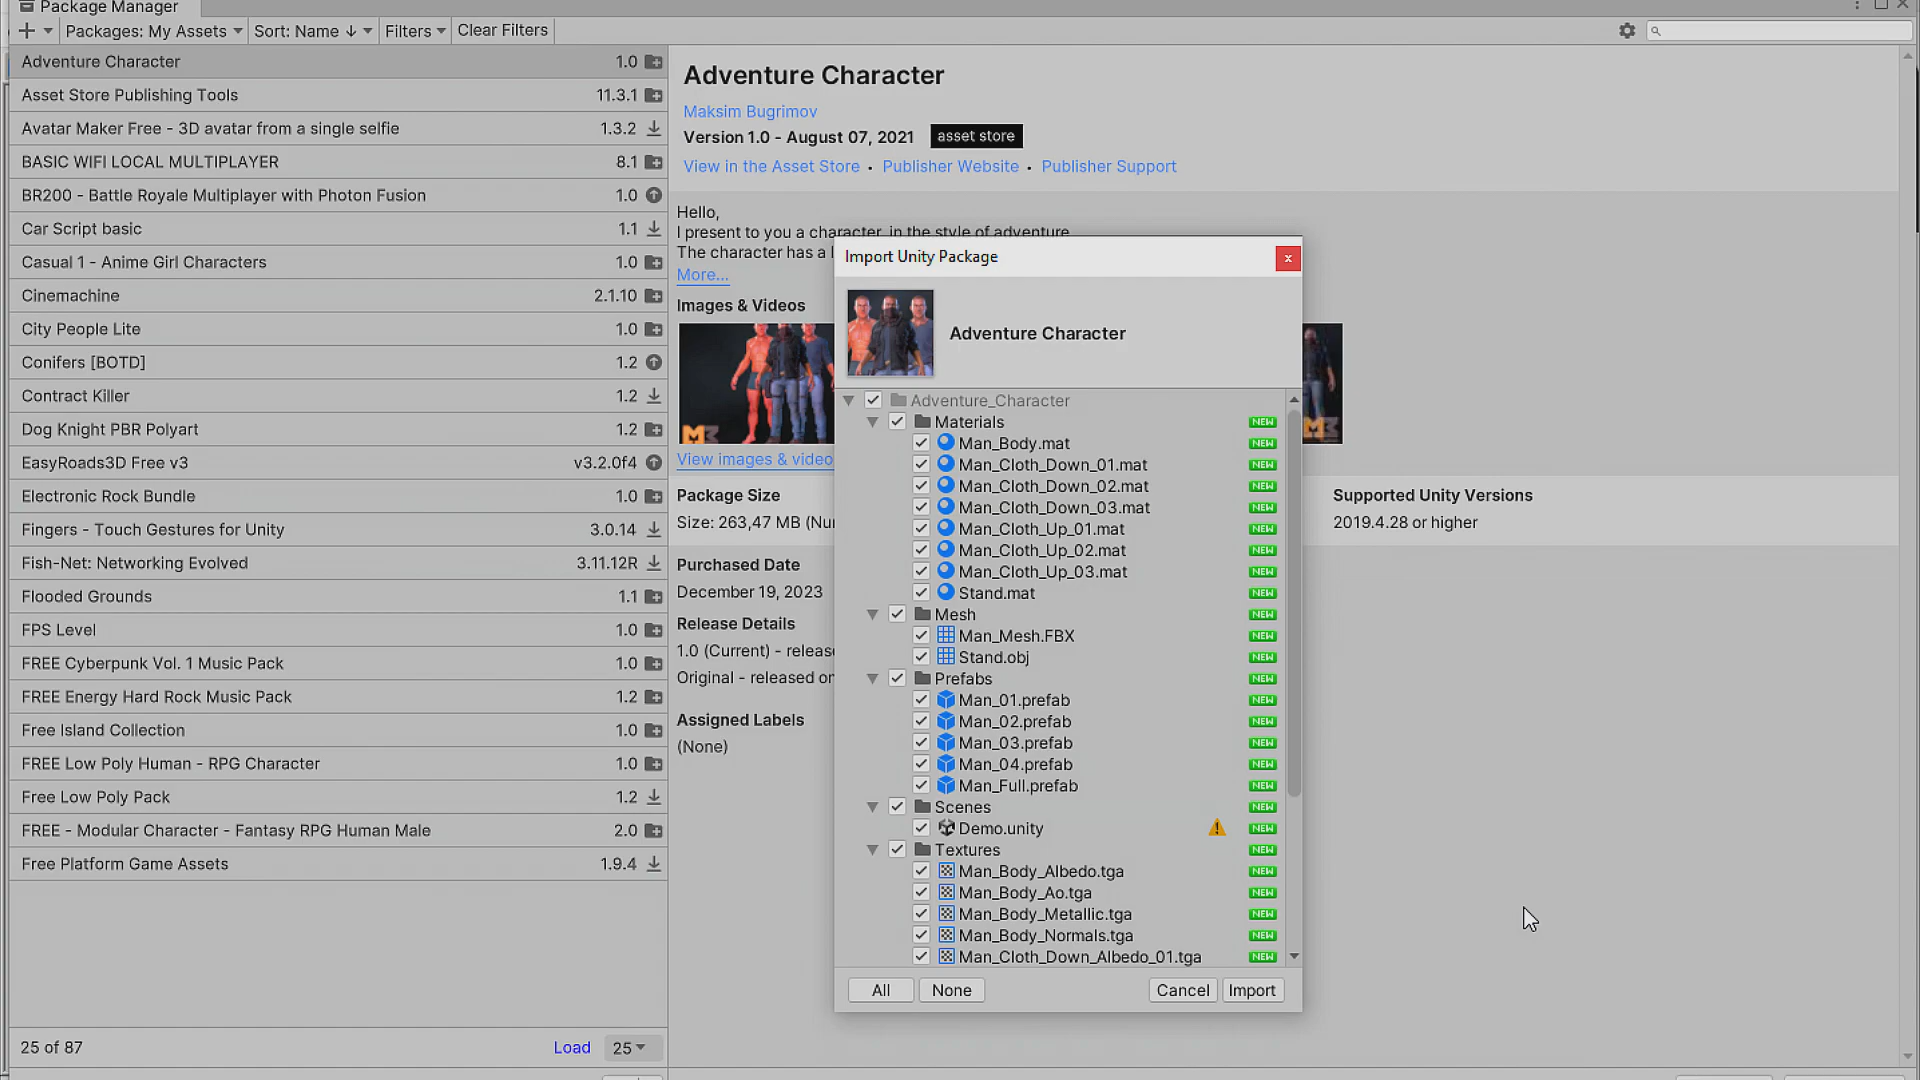 Package Manager
Packages: My Assets
Sort: Name ↓
Filters
Clear Filters
Adventure Character 1.0
Asset Store Publishing Tools 11.3.1
Avatar Maker Free - 3D avatar from a single selfie 1.3.2
BASIC WIFI LOCAL MULTIPLAYER 8.1
BR200 - Battle Royale Multiplayer with Photon Fusion 1.0
Car Script basic 1.1
Casual 1 - Anime Girl Characters 1.0
Cinemachine 2.1.10
City People Lite 1.0
Conifers [BOTD] 1.2
Contract Killer 1.2
Dog Knight PBR Polyart 1.2
EasyRoads3D Free v3 v3.2.0f4
Electronic Rock Bundle 1.0
Fingers - Touch Gestures for Unity 3.0.14
Fish-Net: Networking Evolved 3.11.12R
Flooded Grounds 1.1
FPS Level 1.0
FREE Cyberpunk Vol. 1 Music Pack 1.0
FREE Energy Hard Rock Music Pack 1.2
Free Island Collection 1.0
FREE Low Poly Human - RPG Character 1.0
Free Low Poly Pack 1.2
FREE - Modular Character - Fantasy RPG Human Male 2.0
Free Platform Game Assets 1.9.4
25 of 87
Load
25
Adventure Character
Maksim Bugrimov
Version 1.0 - August 07, 2021 asset store
View in the Asset Store • Publisher Website • Publisher Support
Hello,
I present to you a character, in the style of adventure
The character has a
More...
Images & Videos
View images & video
Package Size
Size: 263,47 MB (Nu
Supported Unity Versions
2019.4.28 or higher
Purchased Date
December 19, 2023
Release Details
1.0 (Current) - releas
Original - released on
Assigned Labels
(None)
Import Unity Package
x
Adventure Character
Adventure_Character
Materials NEW
Man_Body.mat NEW
Man_Cloth_Down_01.mat NEW
Man_Cloth_Down_02.mat NEW
Man_Cloth_Down_03.mat NEW
Man_Cloth_Up_01.mat NEW
Man_Cloth_Up_02.mat NEW
Man_Cloth_Up_03.mat NEW
Stand.mat NEW
Mesh NEW
Man_Mesh.FBX NEW
Stand.obj NEW
Prefabs NEW
Man_01.prefab NEW
Man_02.prefab NEW
Man_03.prefab NEW
Man_04.prefab NEW
Man_Full.prefab NEW
Scenes NEW
Demo.unity NEW
Textures NEW
Man_Body_Albedo.tga NEW
Man_Body_Ao.tga NEW
Man_Body_Metallic.tga NEW
Man_Body_Normals.tga NEW
Man_Cloth_Down_Albedo_01.tga NEW
All
None
Cancel
Import